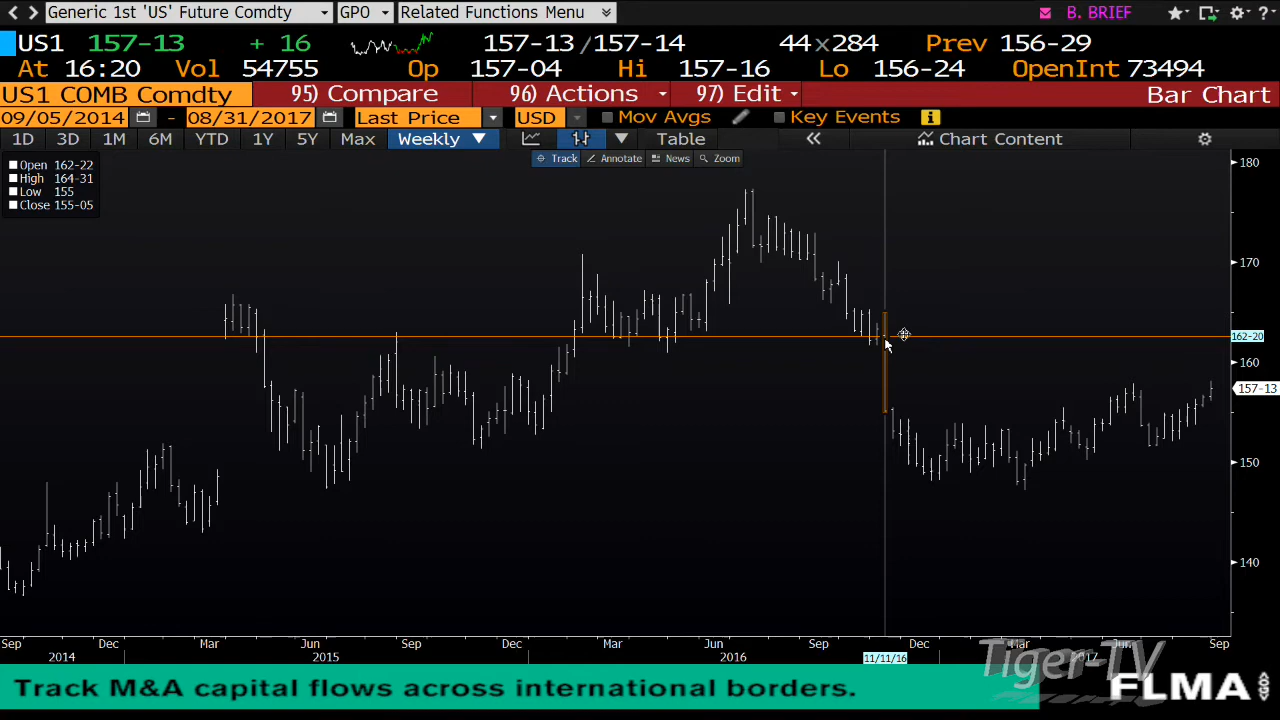 Generic 1st 'US' Future Comdty GPO Related Functions Menu B. BRIEF ?
US1 157-13 + 16 157-13 / 157-14 44 x 284 Prev 156-29
At 16:20 Vol 54755 Op 157-04 Hi 157-16 Lo 156-24 OpenInt 73494
US1 COMB Comdty 95) Compare 96) Actions 97) Edit Bar Chart
09/05/2014 - 08/31/2017 Last Price USD Mov Avgs Key Events
1D 3D 1M 6M YTD 1Y 5Y Max Weekly Table Chart Content
Track Annotate News Zoom
Open 162-22
High 164-31
Low 155
Close 155-05
180
170
162-20
160
157-13
150
140
Sep Dec Mar Jun Sep Dec Mar Jun Sep Dec Mar Jun Sep
2014 2015 2016 11/11/16 2017
Tiger-TV
Track M&A capital flows across international borders.
FLMA GO